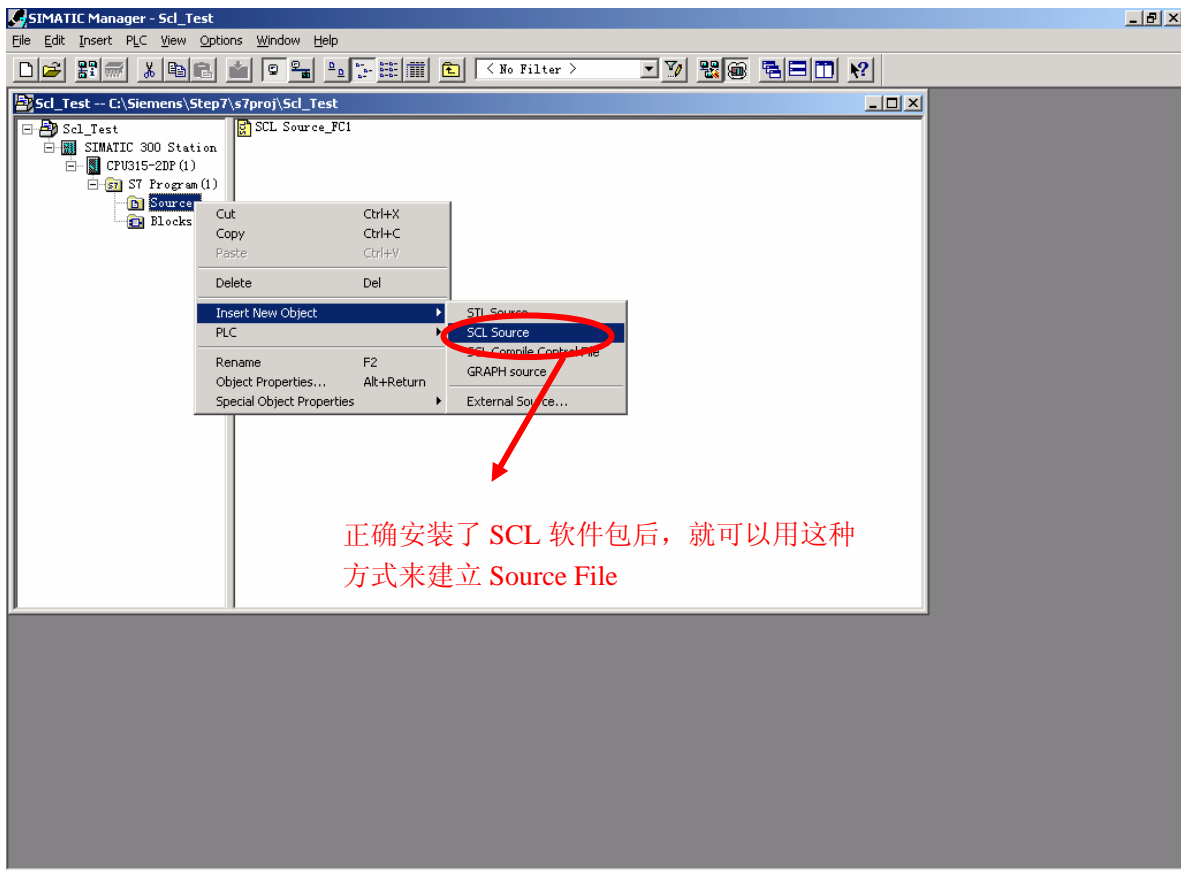 SIMATIC Manager - Scl_Test
File Edit Insert PLC View Options Window Help
< No Filter >
Scl_Test -- C:\Siemens\Step7\s7proj\Scl_Test
Scl_Test
SCL Source_FC1
SIMATIC 300 Station
CPU315-2DP(1)
S7 Program(1)
Source
Blocks
Cut Ctrl+X
Copy Ctrl+C
Paste Ctrl+V
Delete Del
Insert New Object
PLC
Rename F2
Object Properties... Alt+Return
Special Object Properties
STL Source
SCL Source
SCL Compile Control File
GRAPH source
External Source...
正确安装了 SCL 软件包后，就可以用这种
方式来建立 Source File